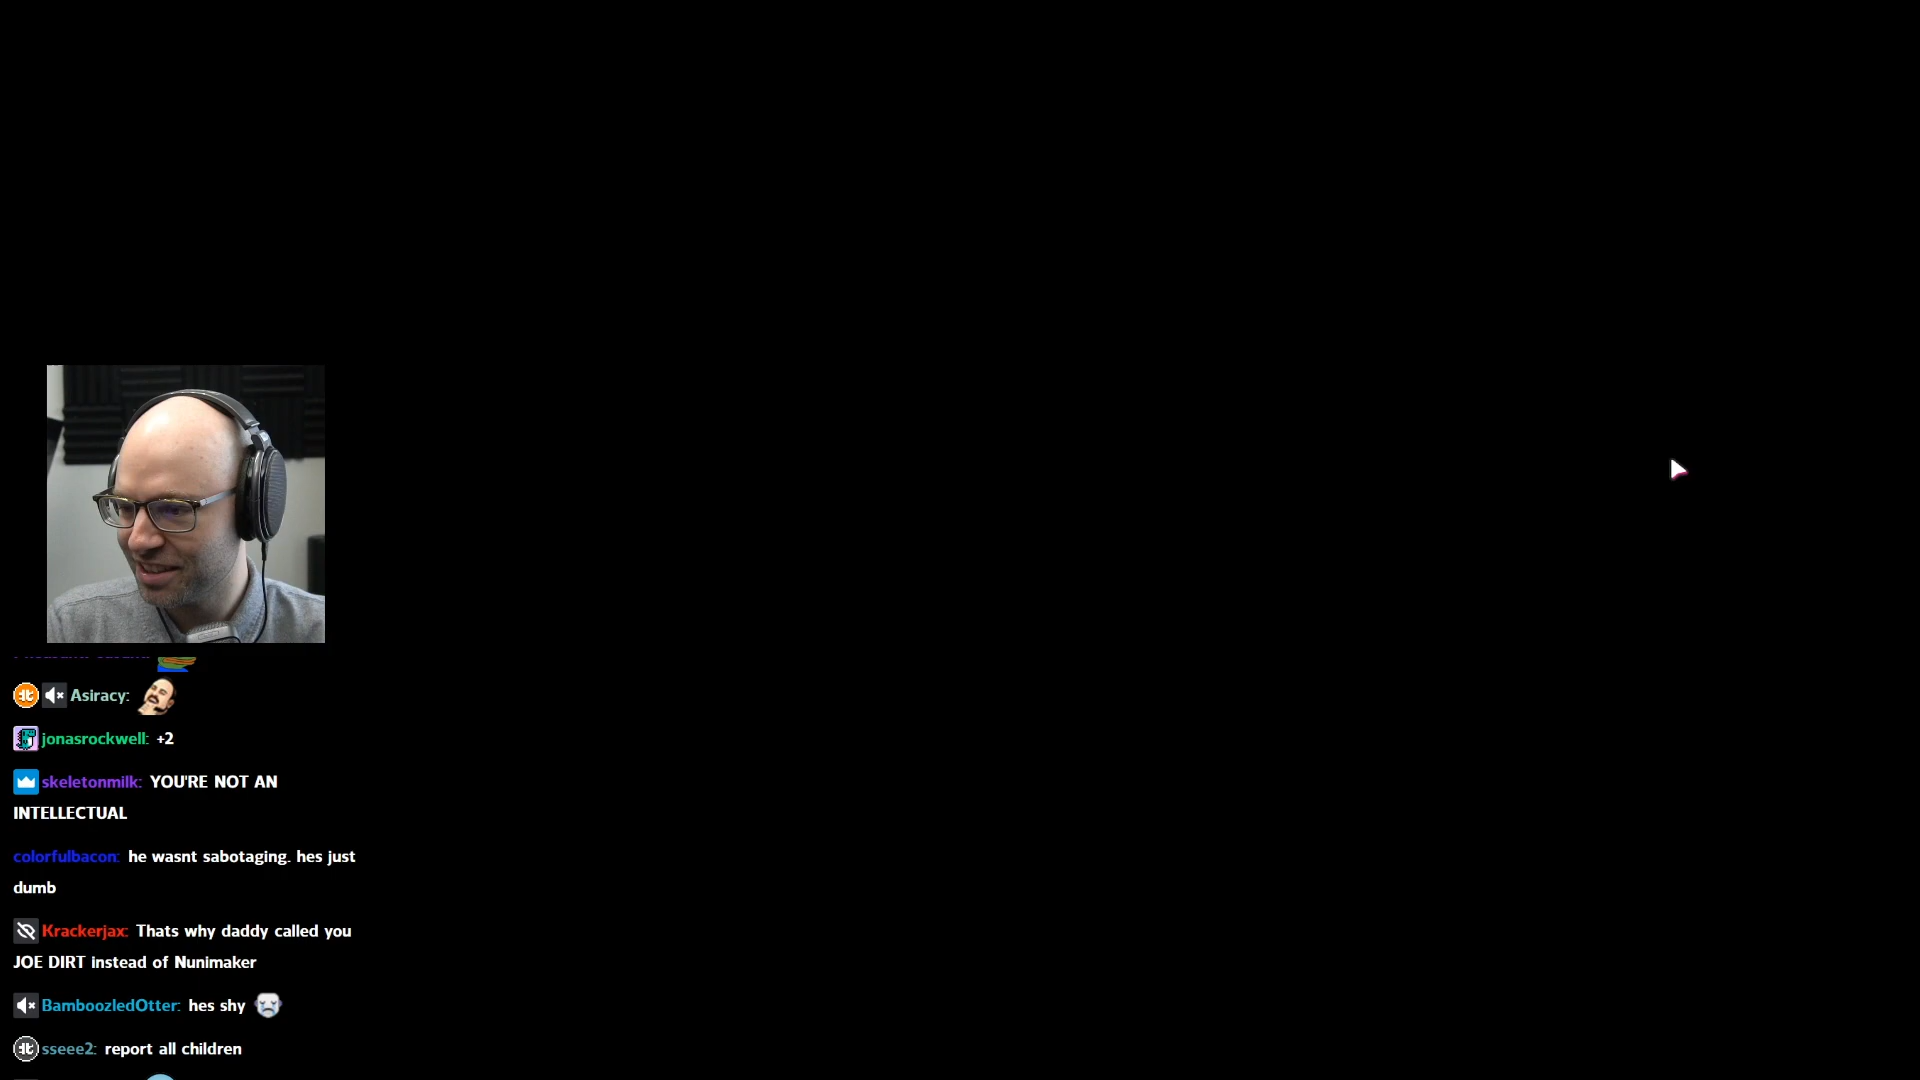 Asiracy:
jonasrockwell: +2
skeletonmilk: YOU'RE NOT AN
INTELLECTUAL
colorfulbacon: he wasnt sabotaging. hes just
dumb
Krackerjax: Thats why daddy called you
JOE DIRT instead of Nunimaker
BamboozledOtter: hes shy
sseee2: report all children